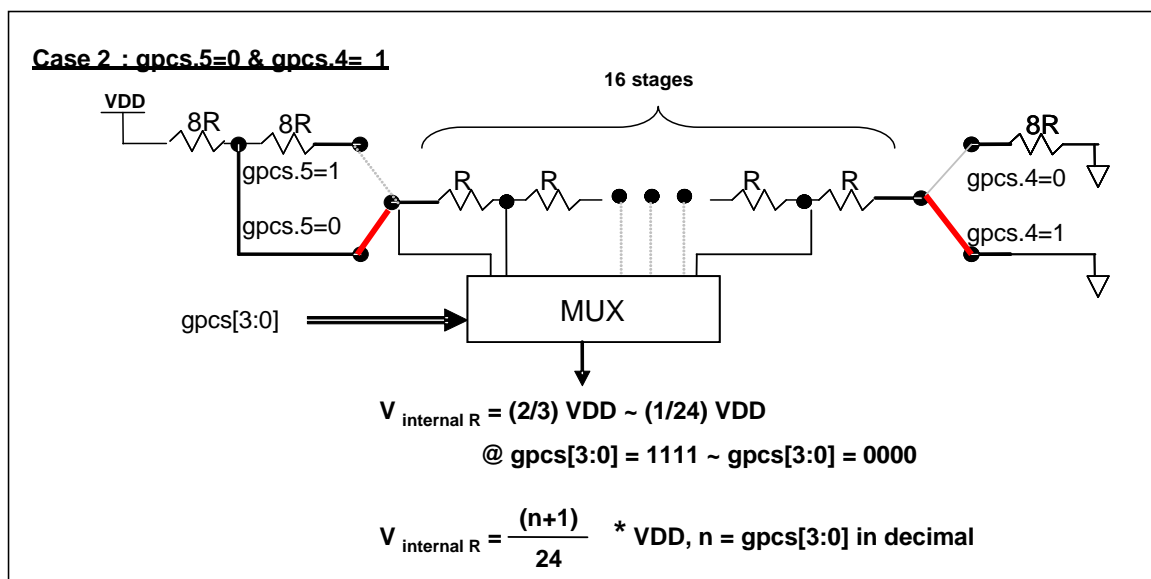 Case 2 : gpcs.5=0 & gpcs.4= 1
16 stages
VDD
8R
8R
8R
gpcs.5=1
R
R
R
R
gpcs.4=0
gpcs.5=0
gpcs.4=1
MUX
gpcs[3:0]
V internal R = (2/3) VDD ~ (1/24) VDD
@ gpcs[3:0] = 1111 ~ gpcs[3:0] = 0000
V internal R = (n+1) / 24 * VDD, n = gpcs[3:0] in decimal